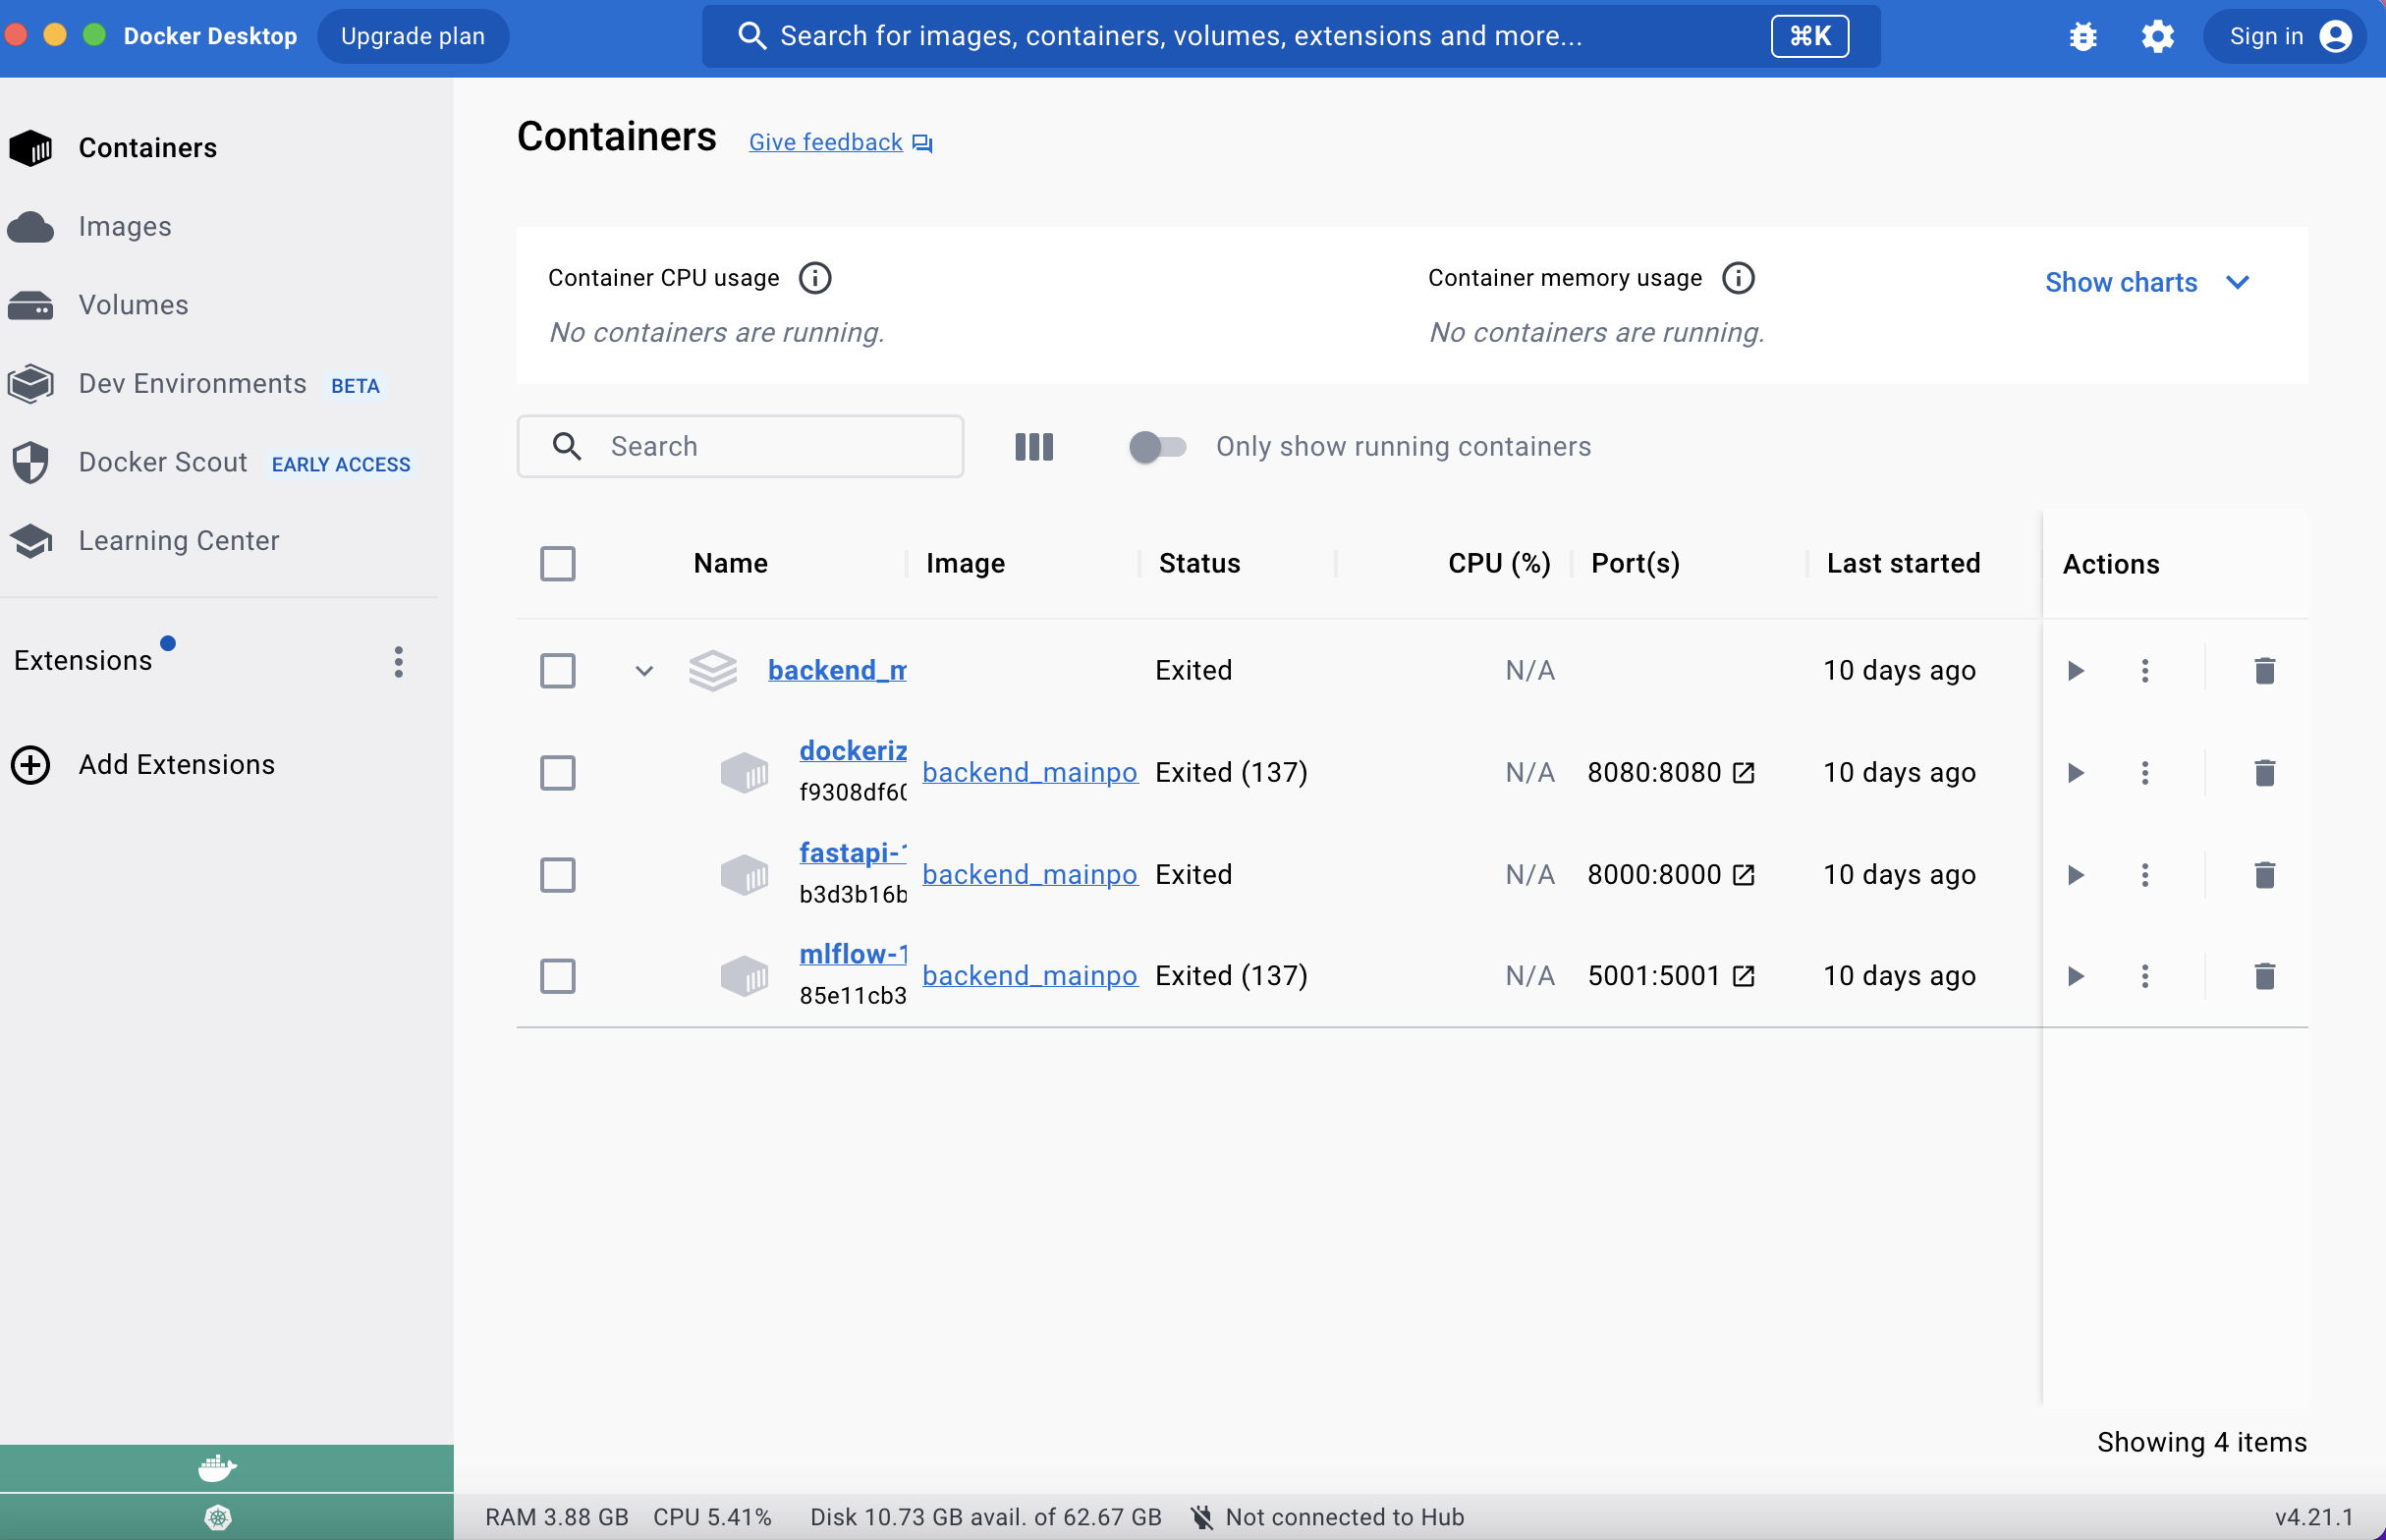 Docker Desktop
Upgrade plan
Search for images, containers, volumes, extensions and more...
⌘K
Sign in
Containers
Images
Volumes
Dev Environments BETA
Docker Scout EARLY ACCESS
Learning Center
Extensions
Add Extensions
Containers
Give feedback
Container CPU usage
No containers are running.
Container memory usage
No containers are running.
Show charts
Search
Only show running containers
Name Image Status CPU (%) Port(s) Last started Actions
backend_m Exited N/A 10 days ago
dockeriz
f9308df60
backend_mainpo Exited (137) N/A 8080:8080 10 days ago
fastapi-1
b3d3b16b
backend_mainpo Exited N/A 8000:8000 10 days ago
mlflow-1
85e11cb3
backend_mainpo Exited (137) N/A 5001:5001 10 days ago
Showing 4 items
RAM 3.88 GB CPU 5.41% Disk 10.73 GB avail. of 62.67 GB Not connected to Hub v4.21.1